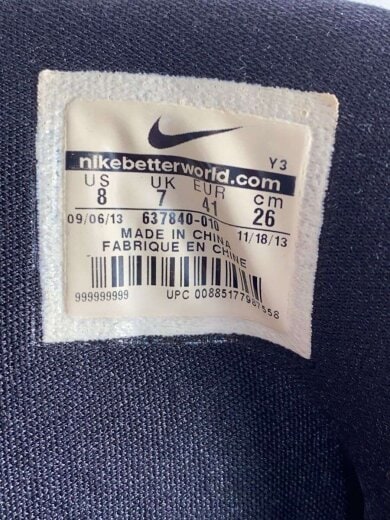 Y3
nikebetterworld.com
US UK EUR cm
8 7 41 26
09/06/13 637840-010 11/18/13
MADE IN CHINA
FABRIQUE EN CHINE
999999999 UPC